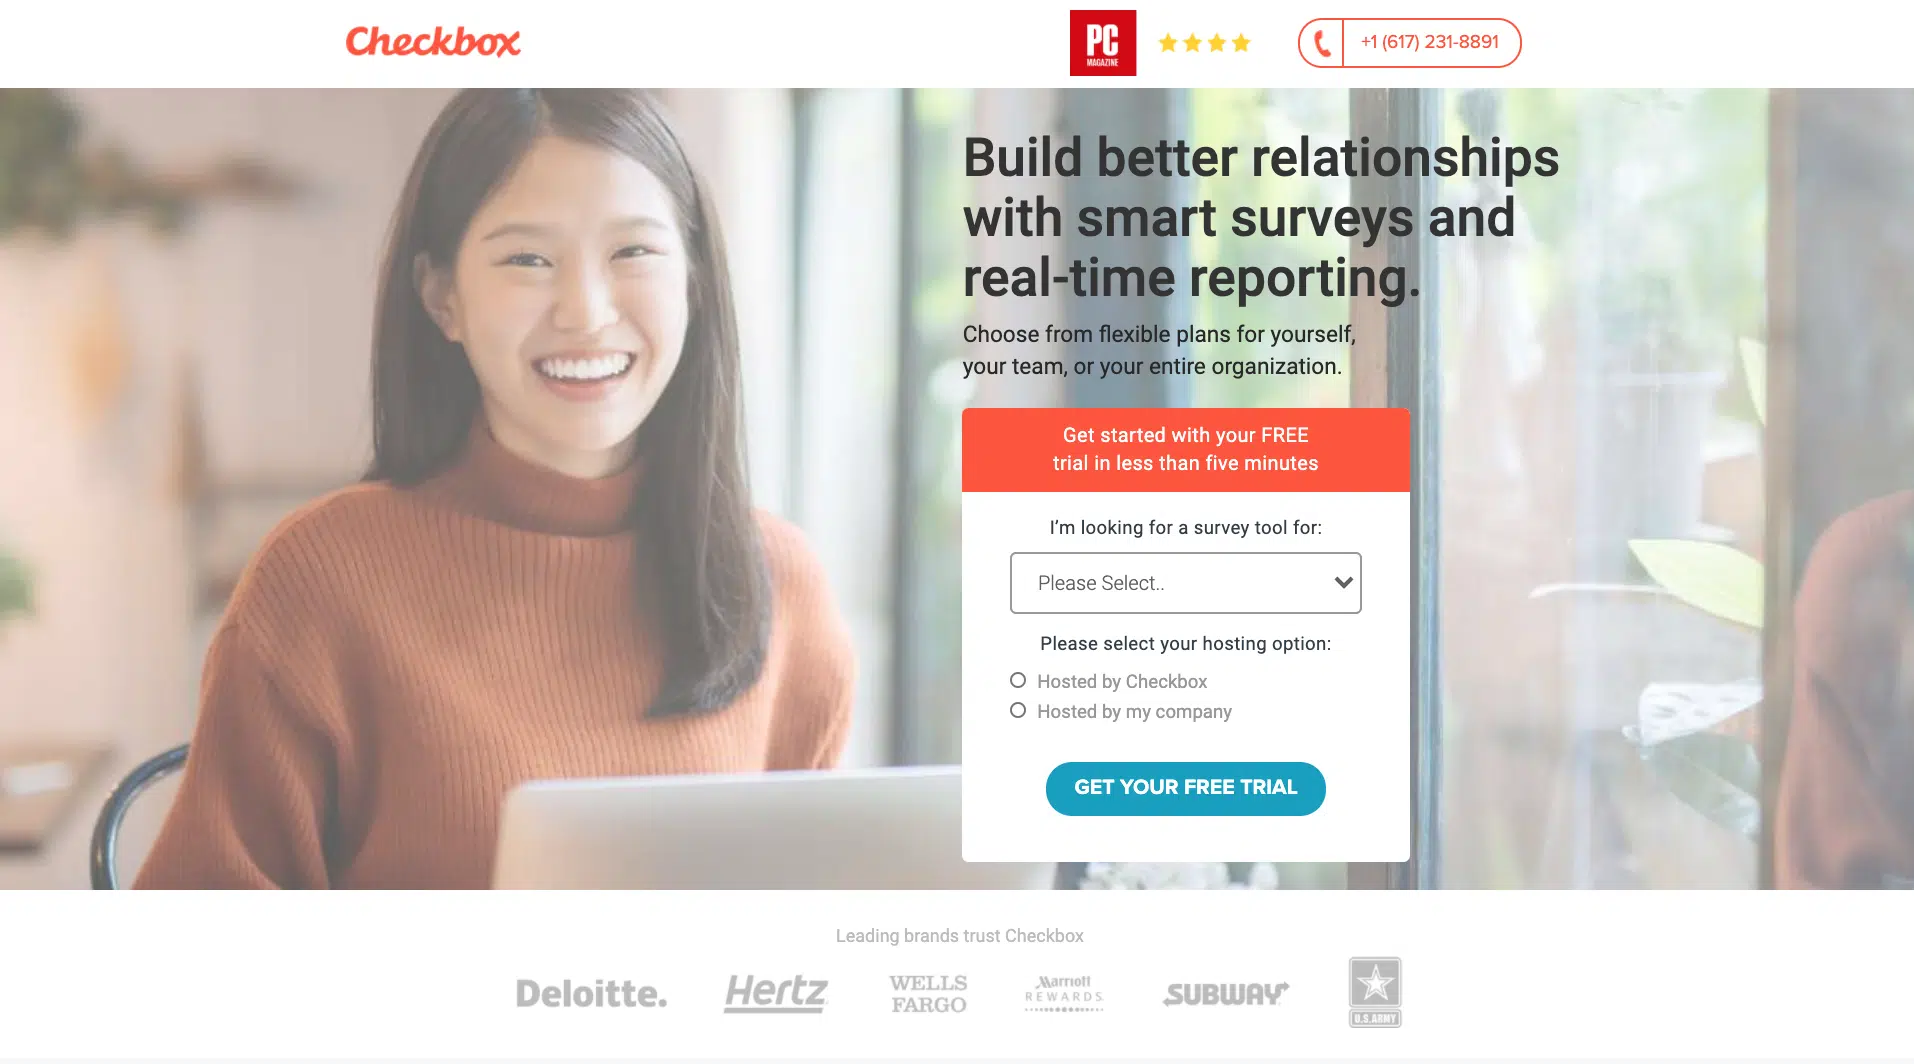 Checkbox
PC
MAGAZINE
+1 (617) 231-8891
Build better relationships
with smart surveys and
real-time reporting.
Choose from flexible plans for yourself,
your team, or your entire organization.
Get started with your FREE
trial in less than five minutes
I’m looking for a survey tool for:
Please Select..
Please select your hosting option:
Hosted by Checkbox
Hosted by my company
GET YOUR FREE TRIAL
Leading brands trust Checkbox
Deloitte.
Hertz
WELLS
FARGO
Marriott
REWARDS
SUBWAY
U.S.ARMY